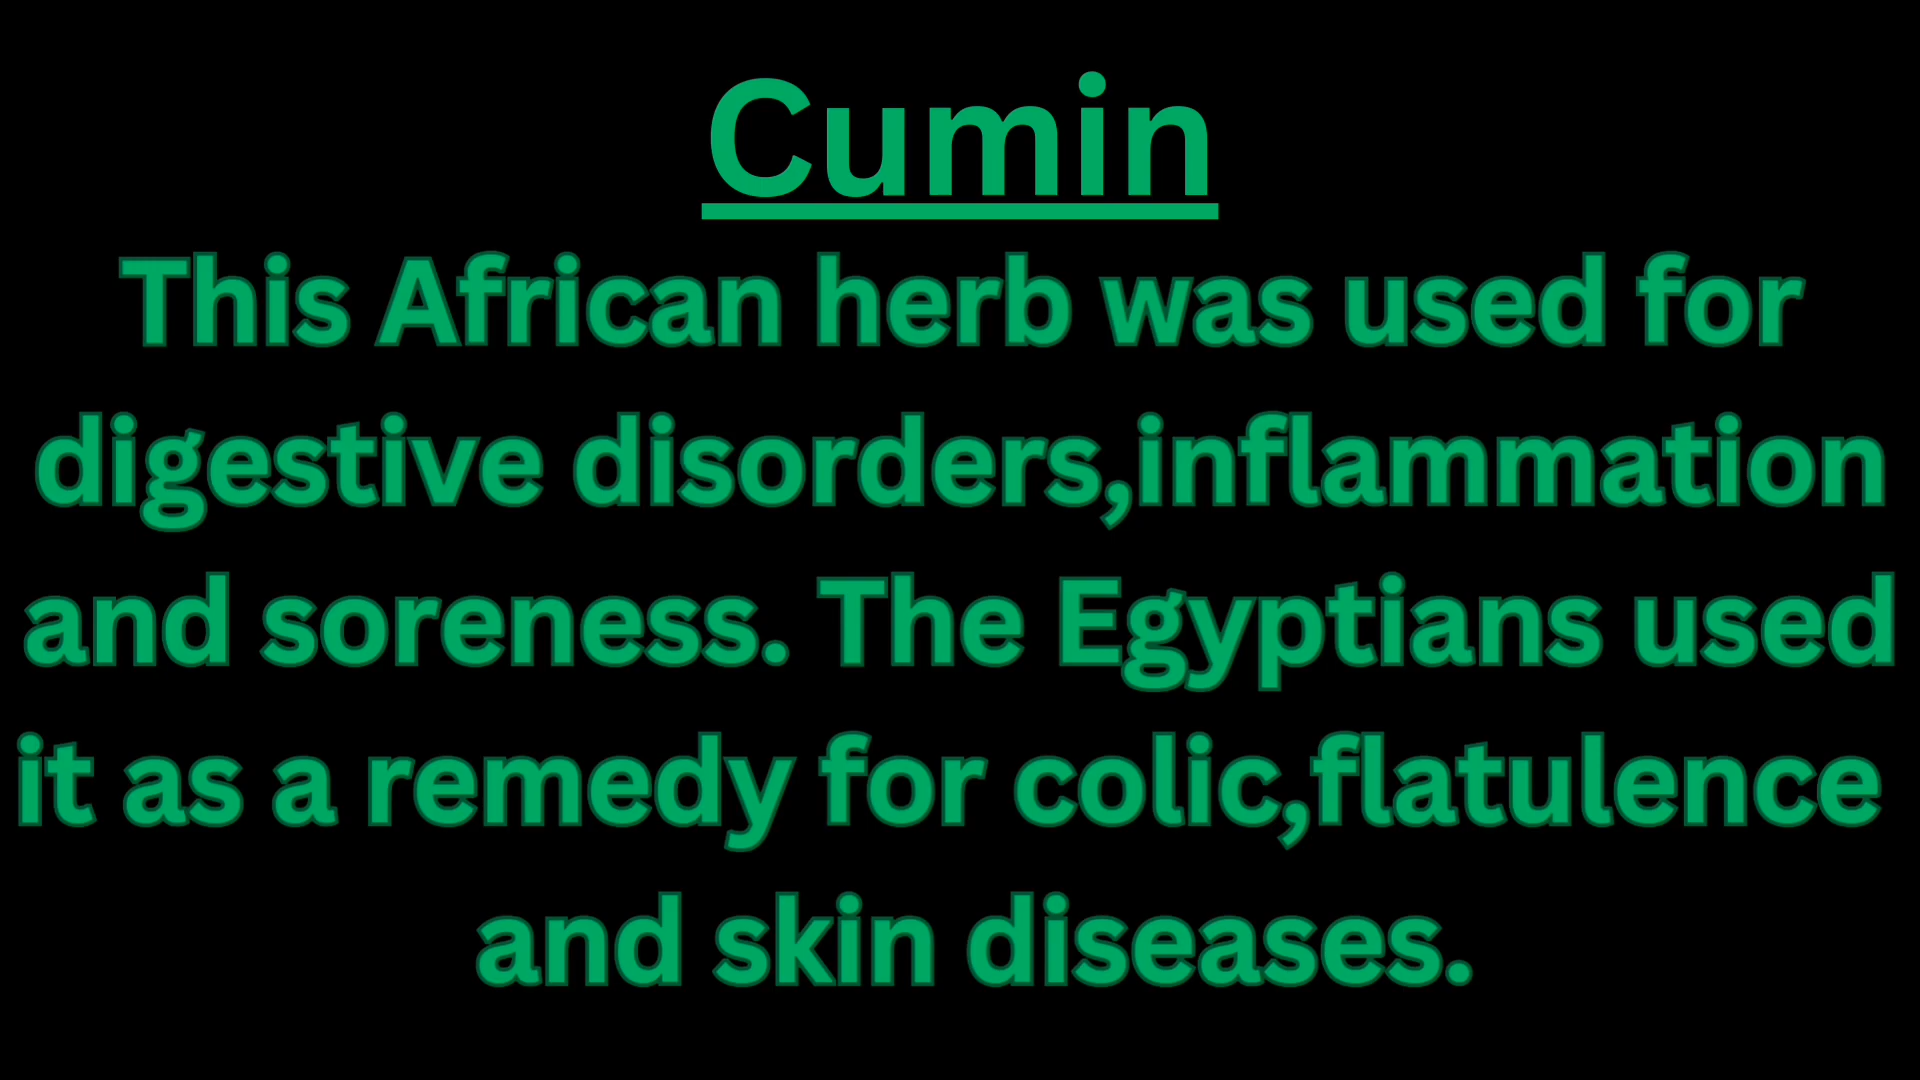 Cumin
This African herb was used for
digestive disorders,inflammation
and soreness. The Egyptians used
it as a remedy for colic,flatulence
and skin diseases.